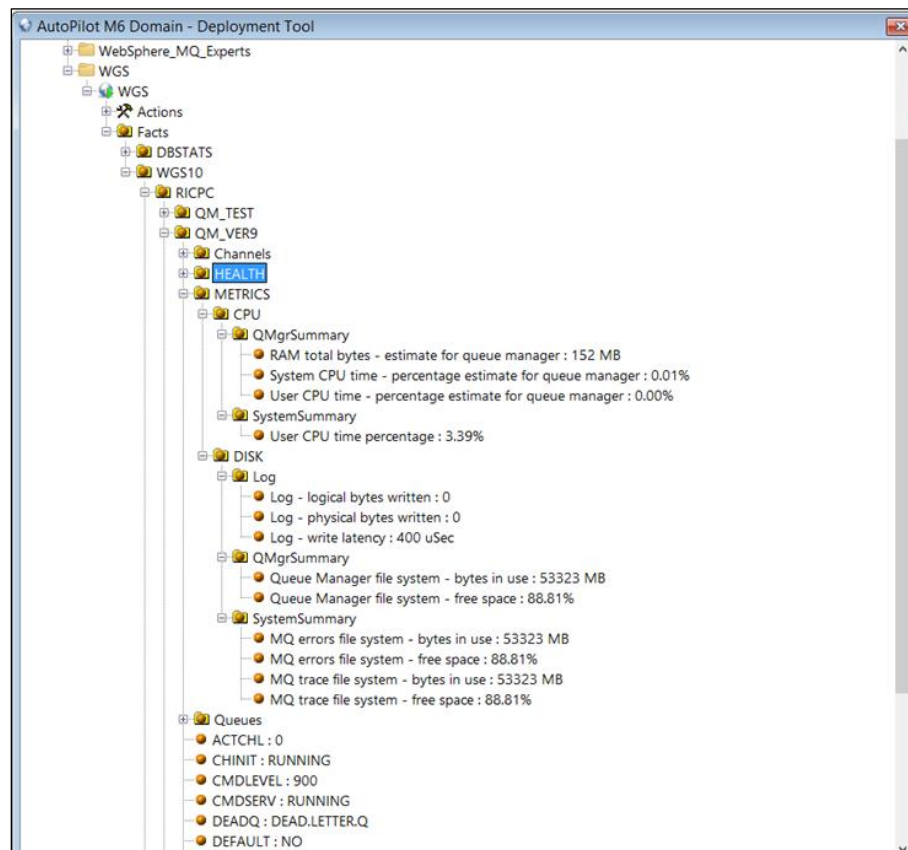 AutoPilot M6 Domain - Deployment Tool
WebSphere_MQ_Experts
WGS
WGS
Actions
Facts
DBSTATS
WGS10
RICPC
QM_TEST
QM_VER9
Channels
HEALTH
METRICS
CPU
QMgrSummary
RAM total bytes - estimate for queue manager : 152 MB
System CPU time - percentage estimate for queue manager : 0.01%
User CPU time - percentage estimate for queue manager : 0.00%
SystemSummary
User CPU time percentage : 3.39%
DISK
Log
Log - logical bytes written : 0
Log - physical bytes written : 0
Log - write latency : 400 uSec
QMgrSummary
Queue Manager file system - bytes in use : 53323 MB
Queue Manager file system - free space : 88.81%
SystemSummary
MQ errors file system - bytes in use : 53323 MB
MQ errors file system - free space : 88.81%
MQ trace file system - bytes in use : 53323 MB
MQ trace file system - free space : 88.81%
Queues
ACTCHL : 0
CHINIT : RUNNING
CMDLEVEL : 900
CMDSERV : RUNNING
DEADQ : DEAD.LETTER.Q
DEFAULT : NO